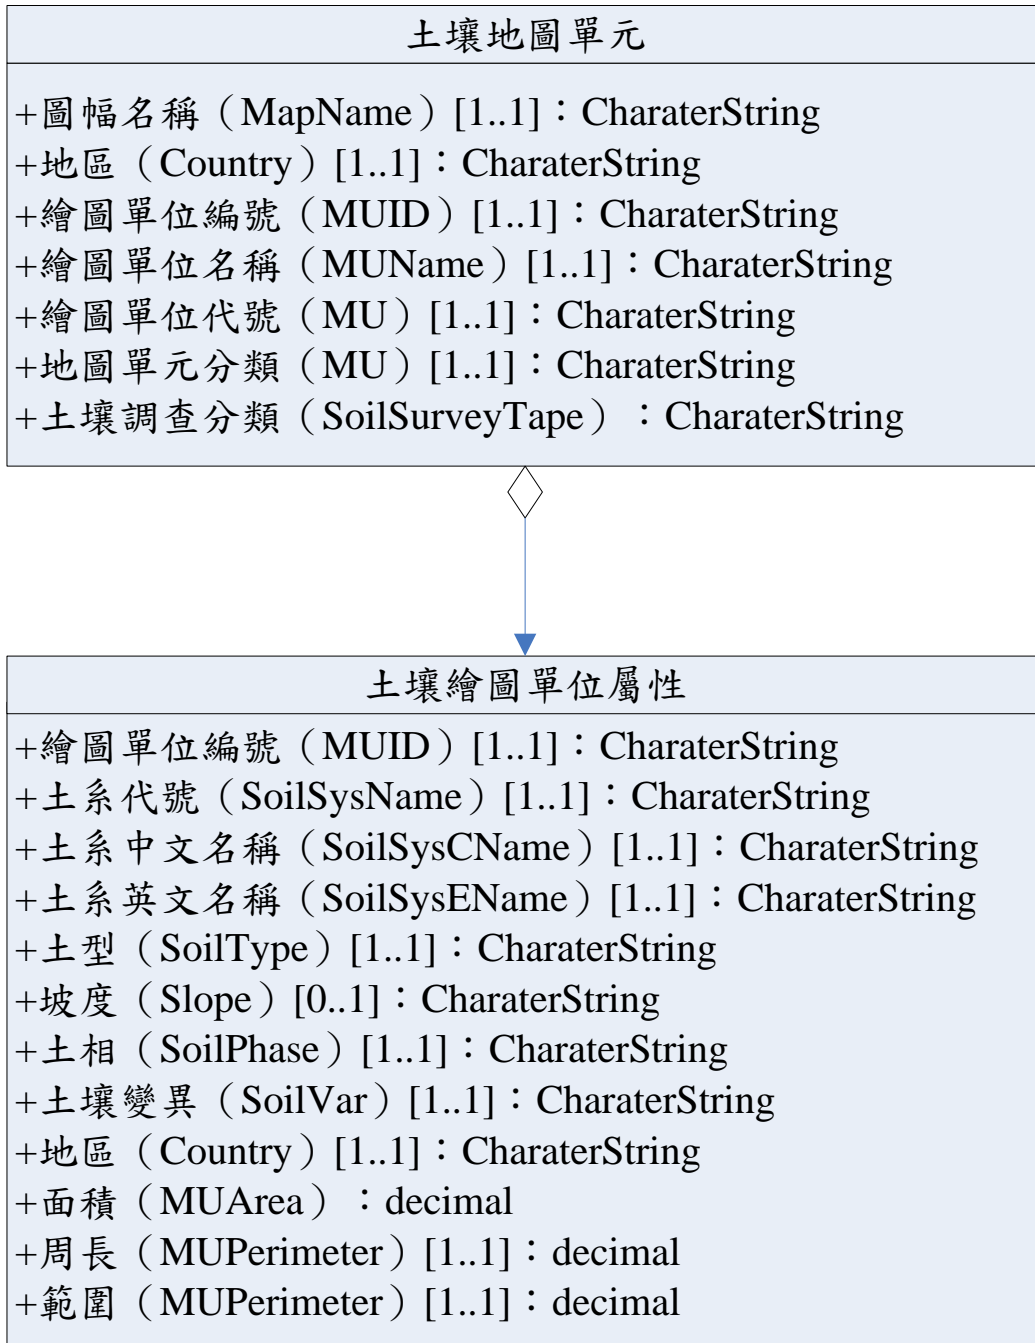 土壤地圖單元
+圖幅名稱（MapName）[1..1]：CharaterString
+地區（Country）[1..1]：CharaterString
+繪圖單位編號（MUID）[1..1]：CharaterString
+繪圖單位名稱（MUName）[1..1]：CharaterString
+繪圖單位代號（MU）[1..1]：CharaterString
+地圖單元分類（MU）[1..1]：CharaterString
+土壤調查分類（SoilSurveyTape）：CharaterString
土壤繪圖單位屬性
+繪圖單位編號（MUID）[1..1]：CharaterString
+土系代號（SoilSysName）[1..1]：CharaterString
+土系中文名稱（SoilSysCName）[1..1]：CharaterString
+土系英文名稱（SoilSysEName）[1..1]：CharaterString
+土型（SoilType）[1..1]：CharaterString
+坡度（Slope）[0..1]：CharaterString
+土相（SoilPhase）[1..1]：CharaterString
+土壤變異（SoilVar）[1..1]：CharaterString
+地區（Country）[1..1]：CharaterString
+面積（MUArea）：decimal
+周長（MUPerimeter）[1..1]：decimal
+範圍（MUPerimeter）[1..1]：decimal